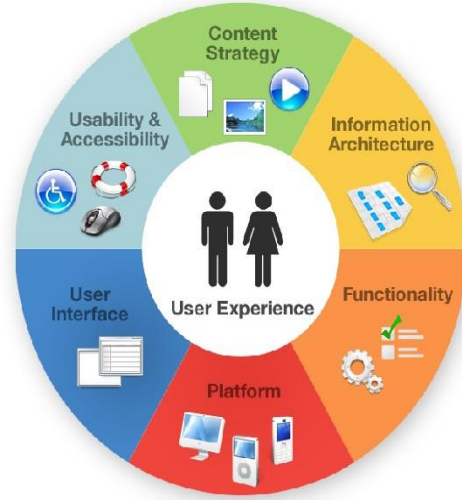 Content
Strategy
Usability &
Accessibility
Information
Architecture
User Experience
User
Interface
Functionality
Platform